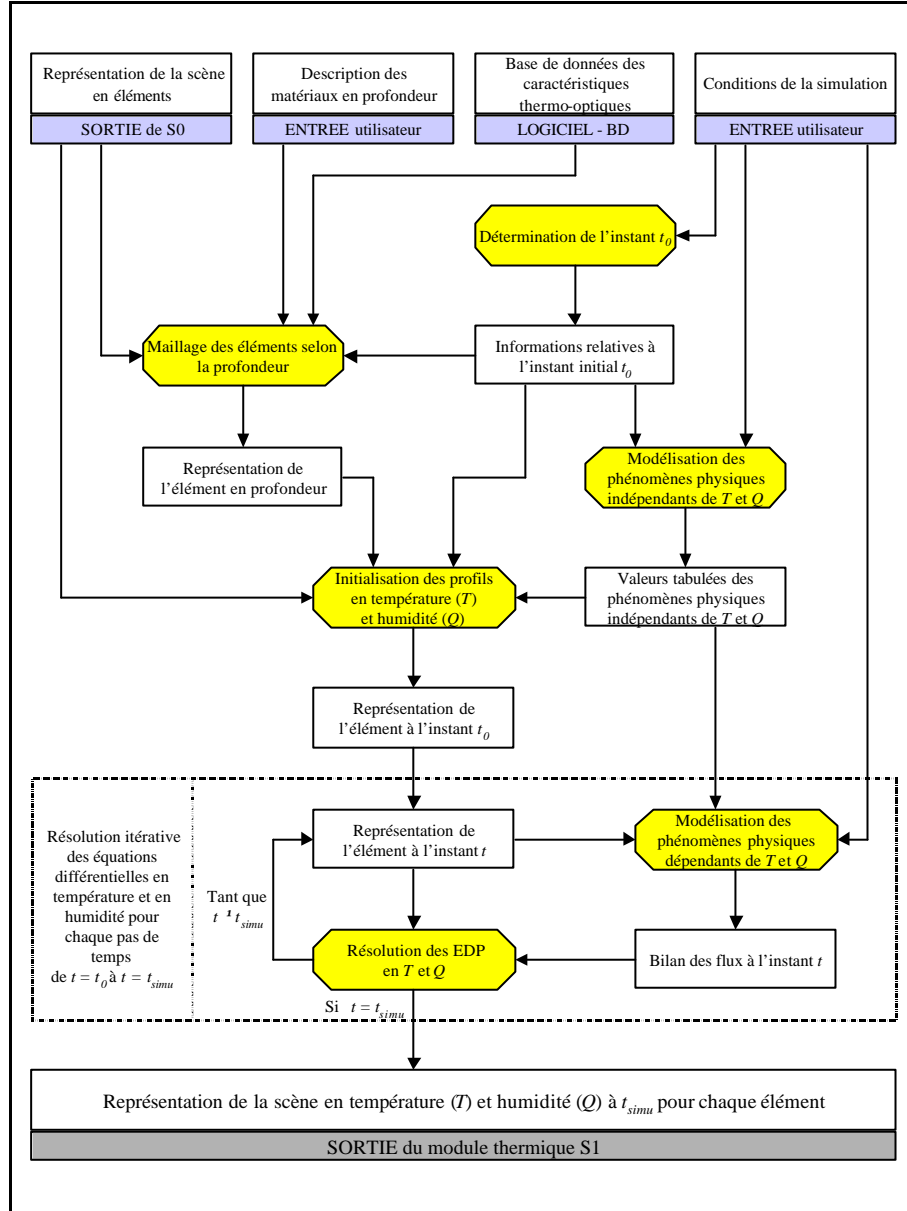 Représentation de la scène
en éléments
SORTIE de S0
Description des
matériaux en profondeur
ENTREE utilisateur
Base de données des
caractéristiques
thermo-optiques
LOGICIEL - BD
Conditions de la simulation
ENTREE utilisateur
Détermination de l’instant t0
Maillage des éléments selon
la profondeur
Informations relatives à
l’instant initial t0
Représentation de
l’élément en profondeur
Modélisation des
phénomènes physiques
indépendants de T et Q
Initialisation des profils
en température (T)
et humidité (Q)
Valeurs tabulées des
phénomènes physiques
indépendants de T et Q
Représentation de
l’élément à l’instant t0
Résolution itérative
des équations
différentielles en
température et en
humidité pour
chaque pas de
temps
de t = t0 à t = tsimu
Représentation de
l’élément à l’instant t
Modélisation des
phénomènes physiques
dépendants de T et Q
Tant que
t ¹ tsimu
Résolution des EDP
en T et Q
Bilan des flux à l’instant t
Si t = tsimu
Représentation de la scène en température (T) et humidité (Q) à tsimu pour chaque élément
SORTIE du module thermique S1